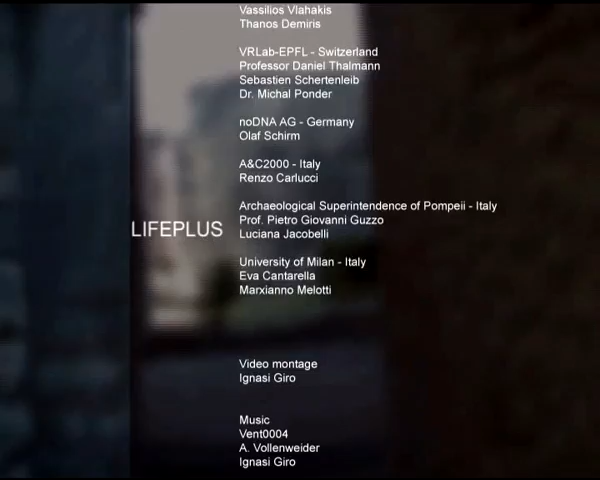 Vassilios Vlahakis
Thanos Demiris
VRLab-EPFL - Switzerland
Professor Daniel Thalmann
Sebastien Schertenleib
Dr. Michal Ponder
noDNA AG - Germany
Olaf Schirm
A&C2000 - Italy
Renzo Carlucci
Archaeological Superintendence of Pompeii - Italy
Prof. Pietro Giovanni Guzzo
LIFEPLUS
Luciana Jacobelli
University of Milan - Italy
Eva Cantarella
Marxianno Melotti
Video montage
Ignasi Giro
Music
Vent0004
A. Vollenweider
Ignasi Giro